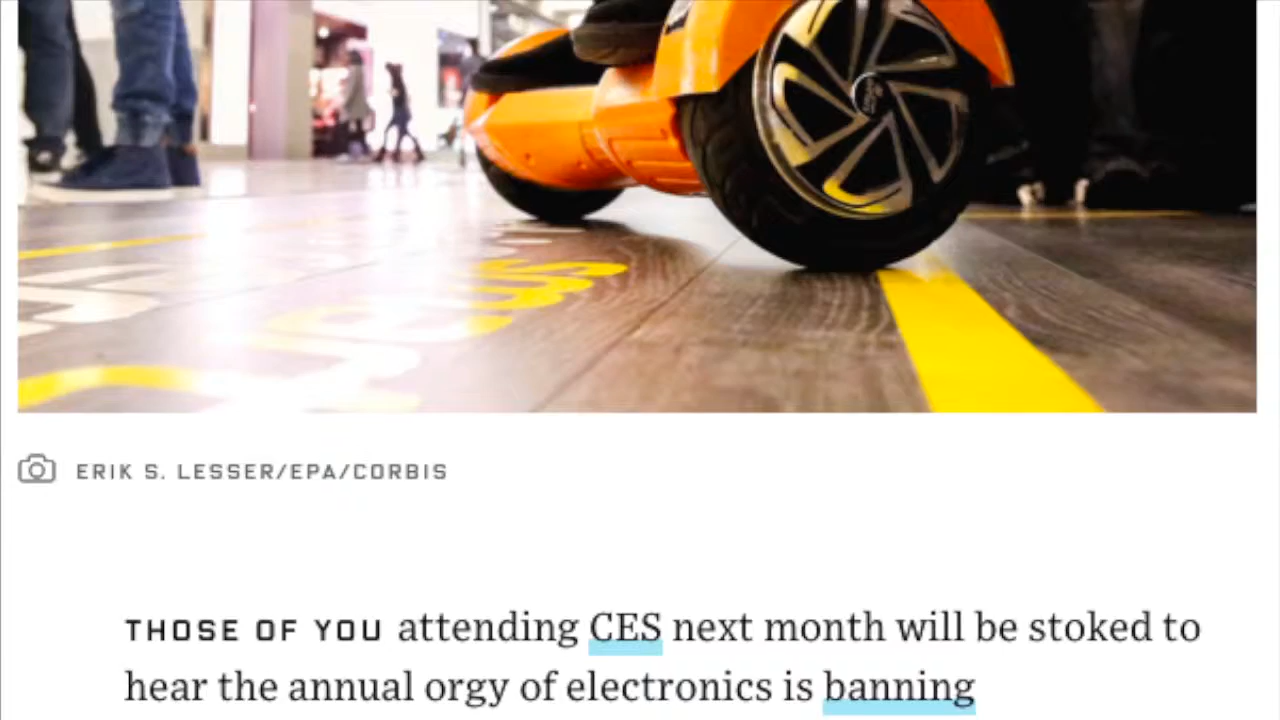 ERIK S. LESSER/EPA/CORBIS
THOSE OF YOU attending CES next month will be stoked to
hear the annual orgy of electronics is banning